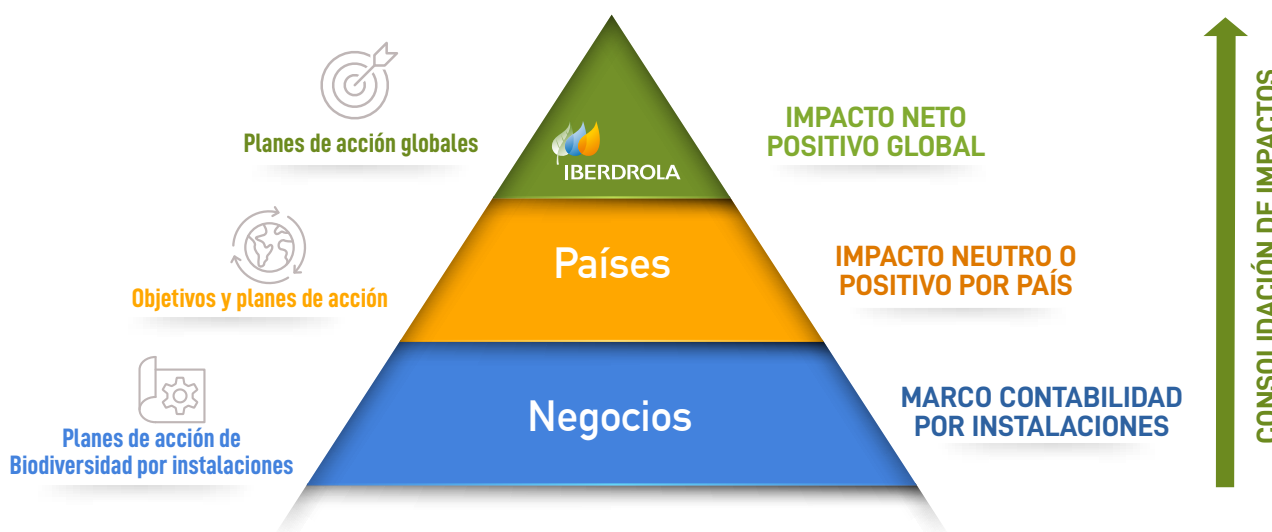 Planes de acción globales
IBERDROLA
IMPACTO NETO
POSITIVO GLOBAL
Objetivos y planes de acción
Países
IMPACTO NEUTRO O
POSITIVO POR PAÍS
Planes de acción de
Biodiversidad por instalaciones
Negocios
MARCO CONTABILIDAD
POR INSTALACIONES
CONSOLIDACIÓN DE IMPACTOS